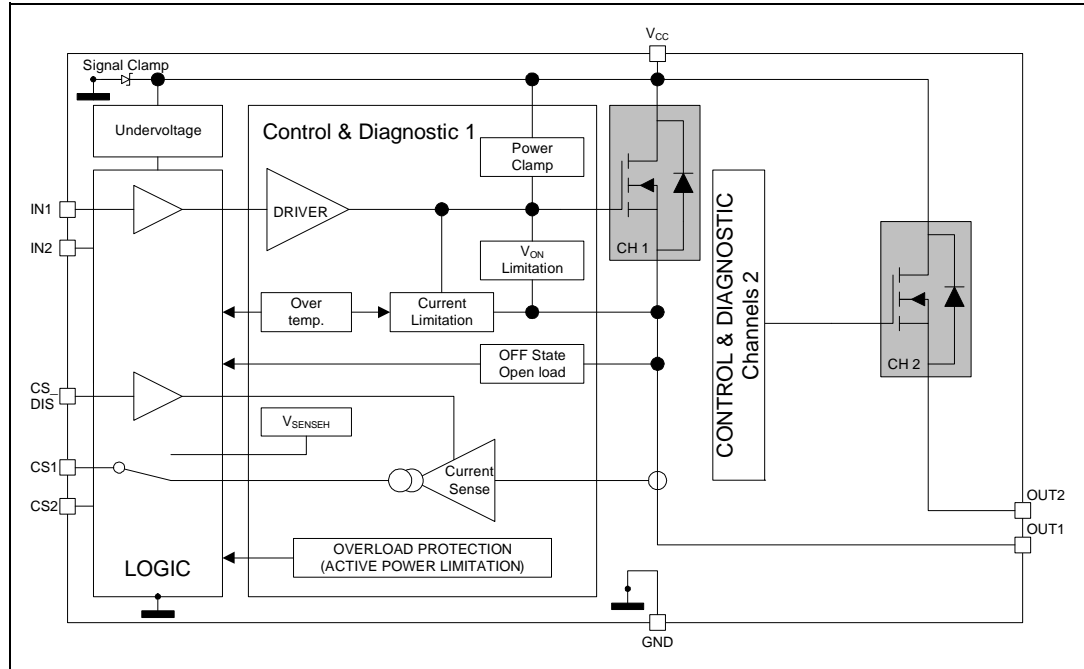 VCC
Signal Clamp
Undervoltage
Control & Diagnostic 1
Power
Clamp
IN1
DRIVER
IN2
VON
Limitation
CH 1
Over
temp.
Current
Limitation
OFF State
Open load
CONTROL & DIAGNOSTIC
Channels 2
CH 2
CS_
DIS
VSENSEH
CS1
Current
Sense
CS2
OUT2
OUT1
OVERLOAD PROTECTION
(ACTIVE POWER LIMITATION)
LOGIC
GND